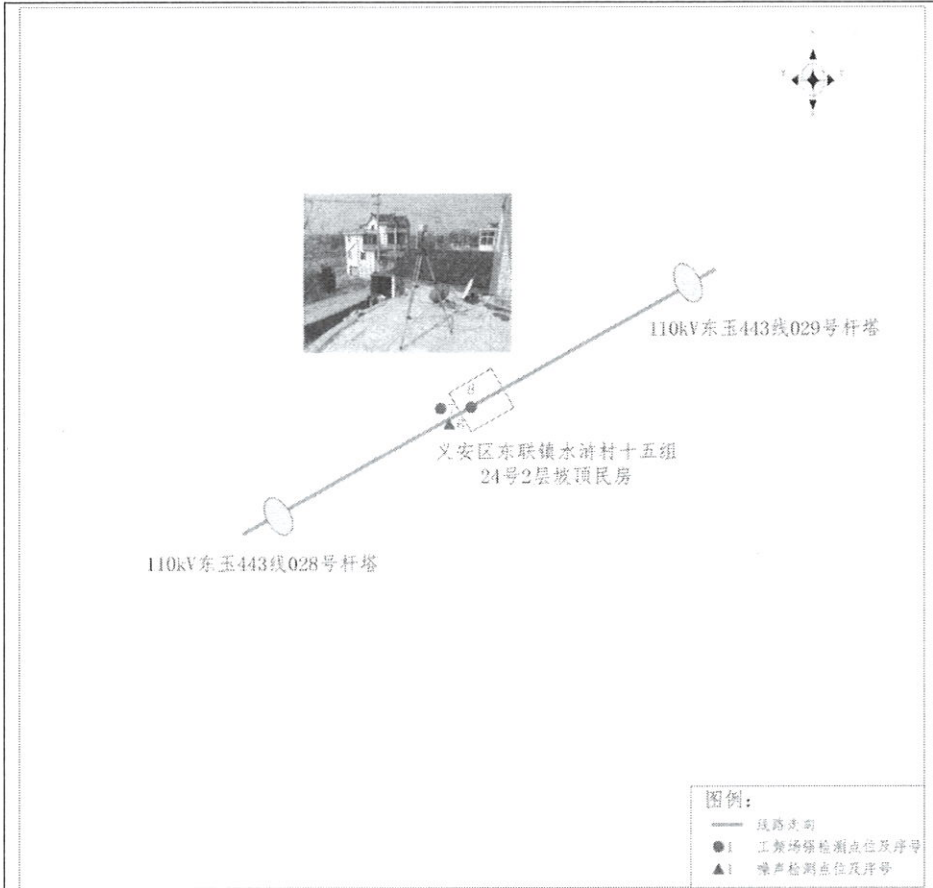 110kV东玉443线029号杆塔
8
义安区东联镇水浒村十五组
24号2层坡顶民房
110kV东玉443线028号杆塔
图例：
线路走向
1 工频场强检测点位及序号
1 噪声检测点位及序号